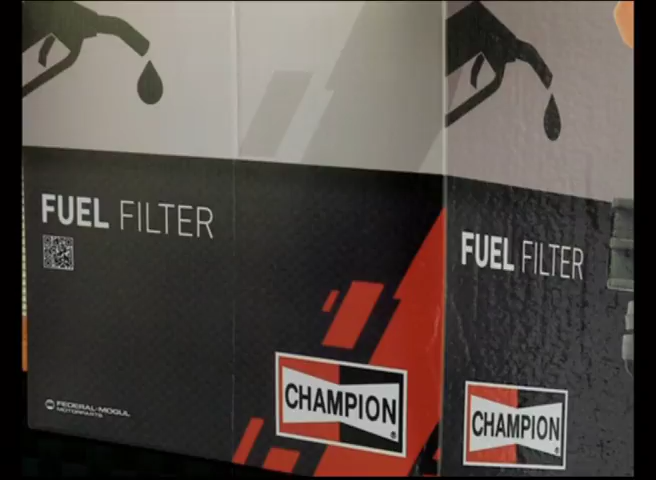 FUEL FILTER
FEDERAL-MOGUL
MOTORPARTS
CHAMPION
®
FUEL FILTER
CHAMPION
®